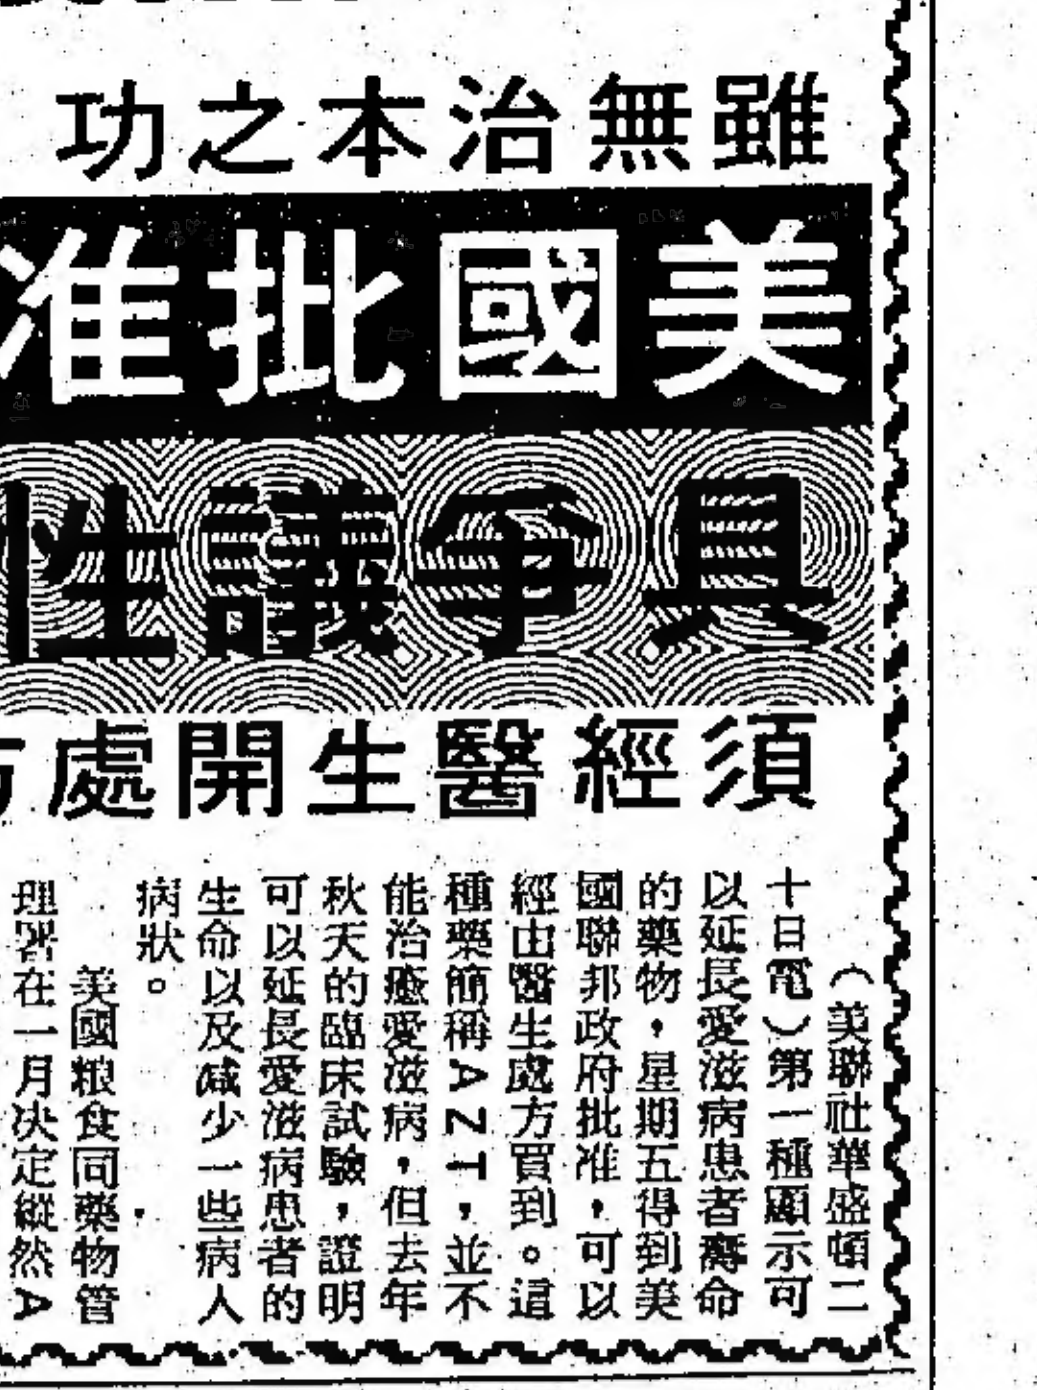 雖無治本之功
美國批准
具爭議性
須經醫生開處方
（美聯社華盛頓二
十日電）第一種顯示可
以延長愛滋病患者壽命
的藥物，星期五得到美
國聯邦政府批准，可以
經由醫生處方買到。這
種藥簡稱AZT，並不
能治癒愛滋病，但去年
秋天的臨床試驗，證明
可以延長愛滋病患者的
生命以及减少一些病人
病狀。
美國粮食同藥物管
理署在一月決定縱然A